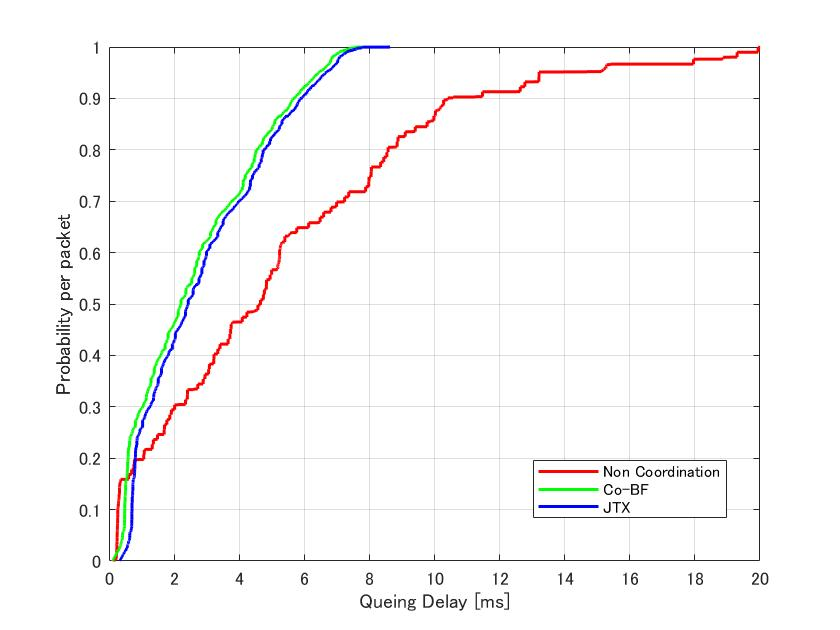 1
0.9
0.8
0.7
0.6
0.5
0.4
0.3
0.2
0.1
0
Probability per packet
0 2 4 6 8 10 12 14 16 18 20
Queing Delay [ms]
Non Coordination
Co-BF
JTX